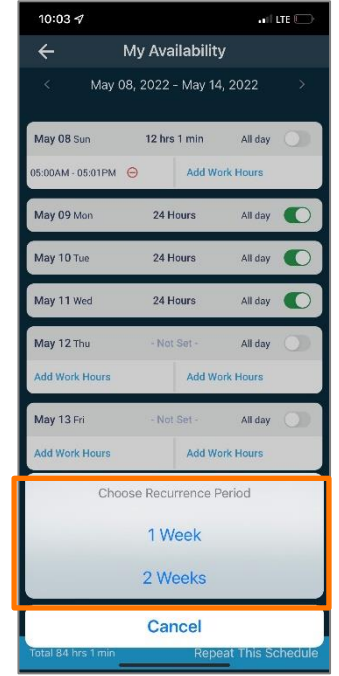 10:03 LTE
My Availability
< May 08, 2022 - May 14, 2022 >
May 08 Sun 12 hrs 1 min All day
05:00AM - 05:01PM Add Work Hours
May 09 Mon 24 Hours All day
May 10 Tue 24 Hours All day
May 11 Wed 24 Hours All day
May 12 Thu - Not Set - All day
Add Work Hours Add Work Hours
May 13 Fri - Not Set - All day
Add Work Hours Add Work Hours
Choose Recurrence Period
1 Week
2 Weeks
Cancel
Total 84 hrs 1 min Repeat This Schedule